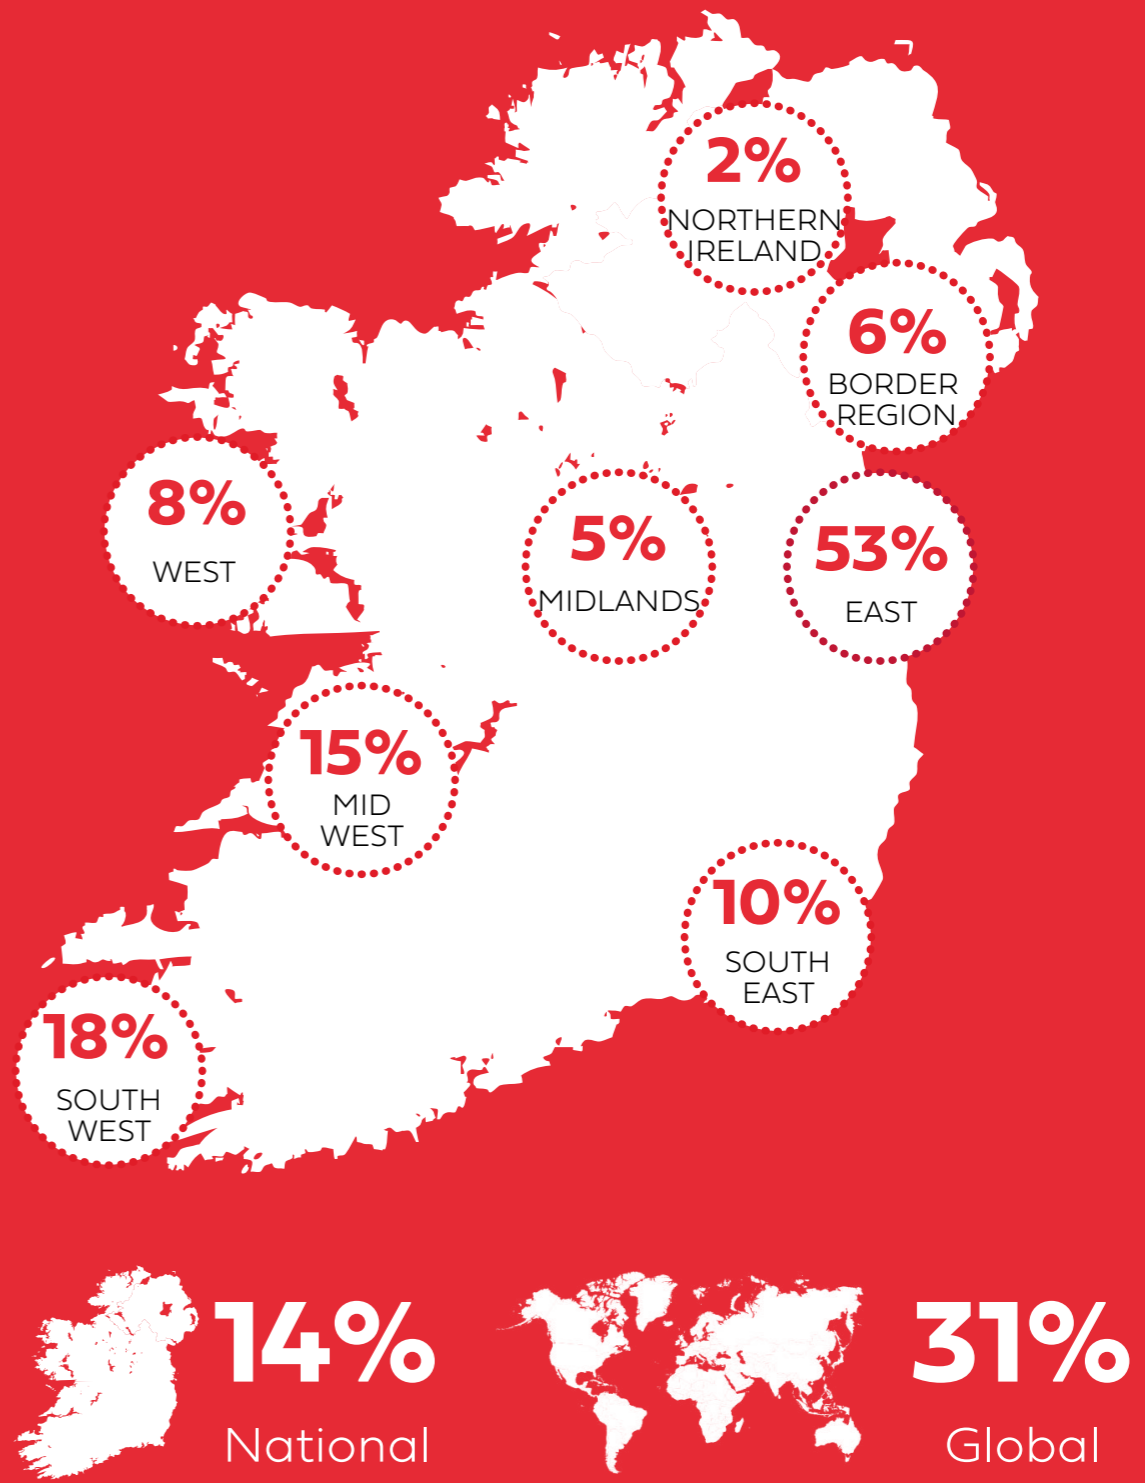 2%
NORTHERN
IRELAND
6%
BORDER
REGION
8%
WEST
5%
MIDLANDS
53%
EAST
15%
MID
WEST
10%
SOUTH
EAST
18%
SOUTH
WEST
14%
National
31%
Global